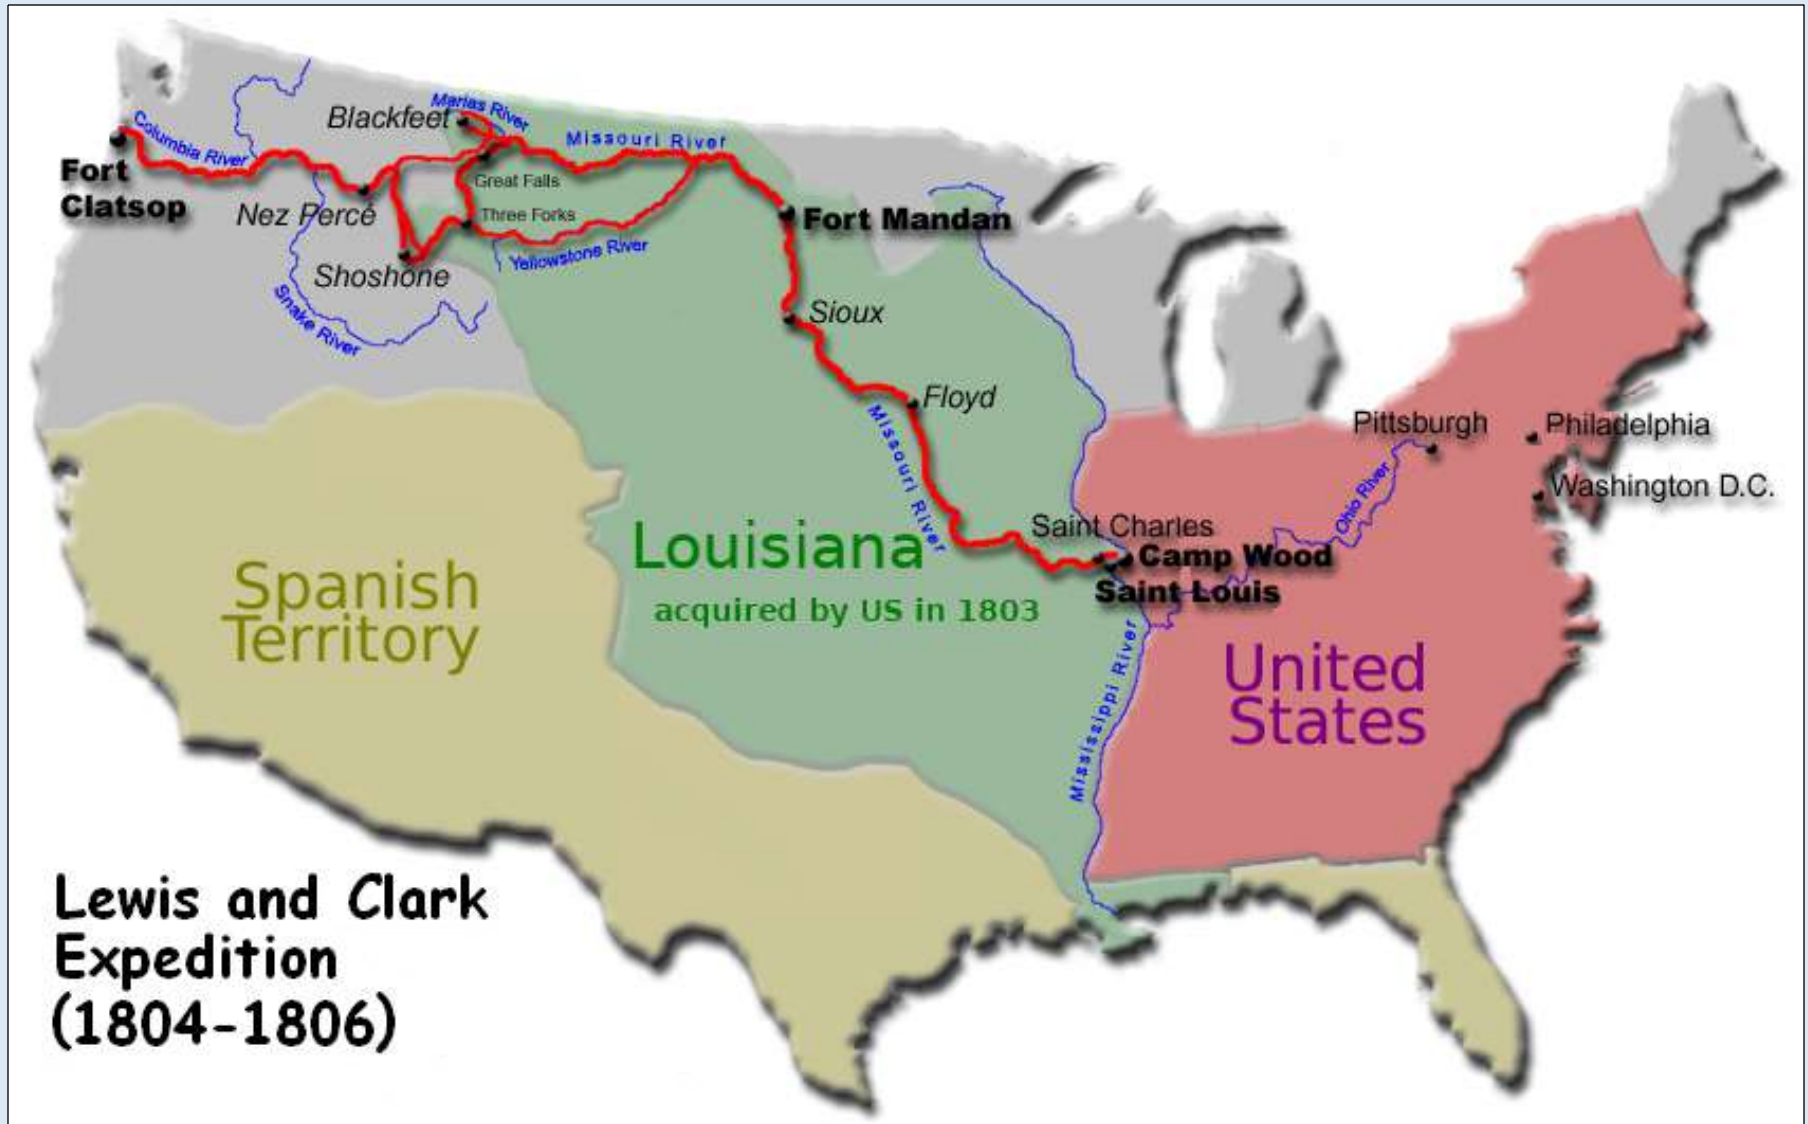 Marias River
Blackfeet
Columbia River
Missouri River
Fort
Clatsop
Great Falls
Nez Percé
Three Forks
Fort Mandan
Yellowstone River
Shoshone
Snake River
Sioux
Floyd
Missouri River
Pittsburgh
Philadelphia
Ohio River
Washington D.C.
Saint Charles
Camp Wood
Saint Louis
Louisiana
acquired by US in 1803
Spanish
Territory
Mississippi River
United
States
Lewis and Clark
Expedition
(1804-1806)